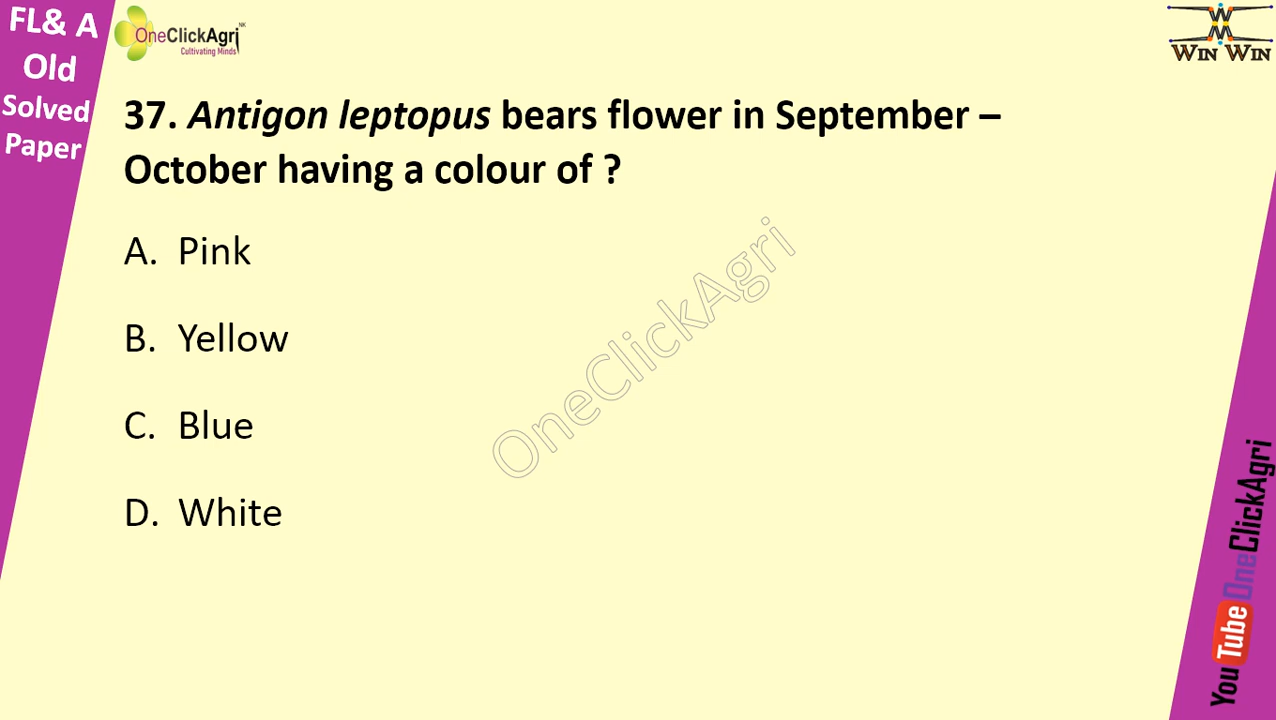 FL& A
Old
Solved
Paper
OneClickAgri NK
Cultivating Minds
WIN WIN
37. Antigon leptopus bears flower in September –
October having a colour of ?
A. Pink
B. Yellow
C. Blue
D. White
OneClickAgri
YouTube OneClickAgri